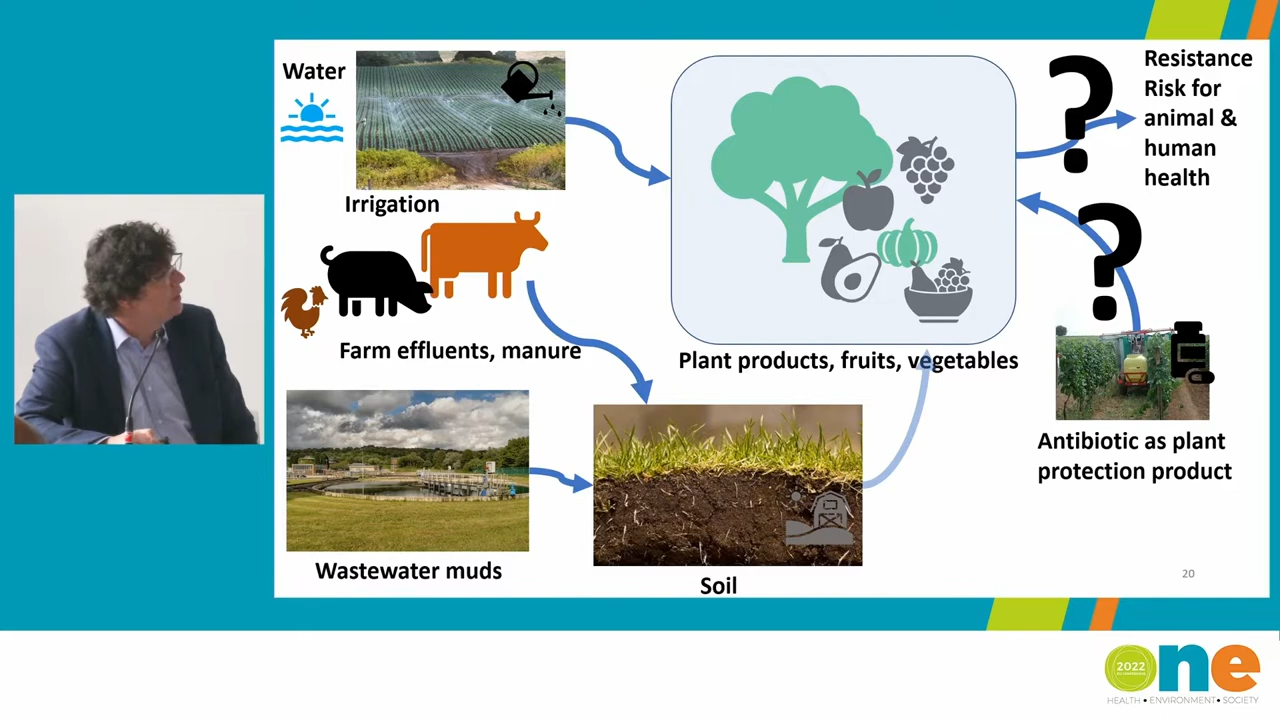 Water
Irrigation
Farm effluents, manure
Wastewater muds
Soil
Plant products, fruits, vegetables
Resistance
Risk for
animal &
human
health
?
?
Antibiotic as plant
protection product
20
2022
one
HEALTH • ENVIRONMENT • SOCIETY